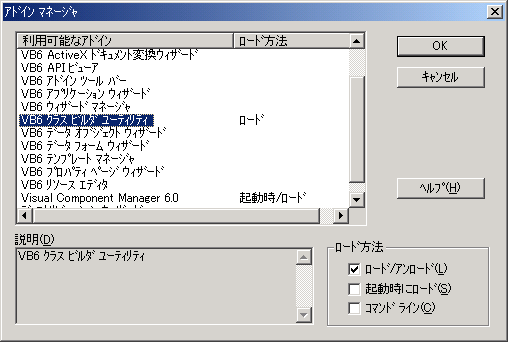 アドイン マネージャ
利用可能なアドイン ロード方法
VB6 ActiveX ドキュメント変換ウィザード
VB6 API ビューア
VB6 アドイン ツール バー
VB6 アプリケーション ウィザード
VB6 ウィザード マネージャ
VB6 クラス ビルダ ユーティリティ ロード
VB6 データ オブジェクト ウィザード
VB6 データ フォーム ウィザード
VB6 テンプレート マネージャ
VB6 プロパティ ページ ウィザード
VB6 リソース エディタ
Visual Component Manager 6.0 起動時/ロード
OK
キャンセル
ヘルプ(H)
説明(D)
VB6 クラス ビルダ ユーティリティ
ロード方法
ロード/アンロード(L)
起動時にロード(S)
コマンド ライン(C)